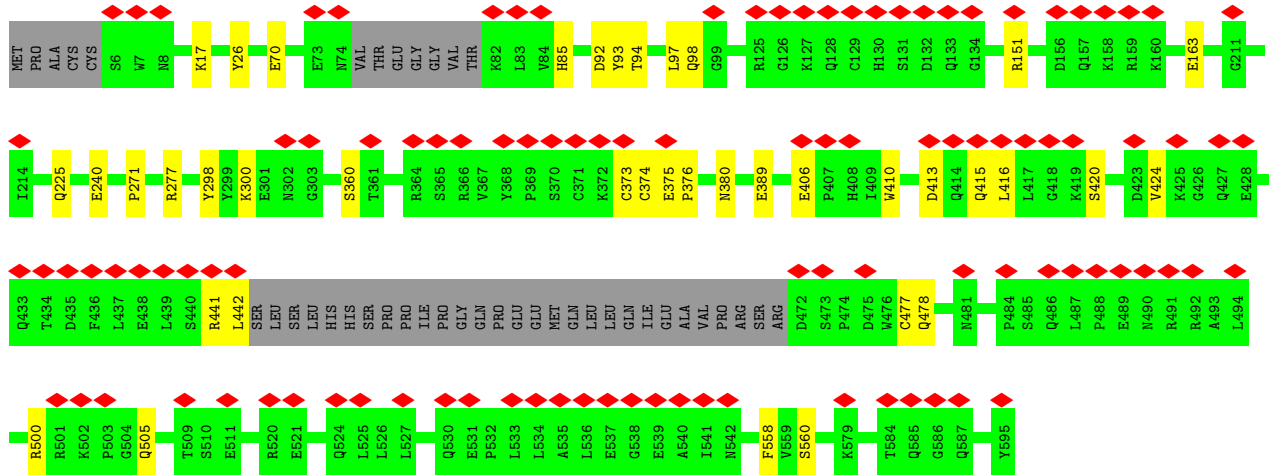 MET PRO ALA CYS CYS S6 W7 N8 K17 Y26 E70 E73 N74 VAL THR GLU GLY GLY VAL THR K82 L83 V84 H85 D92 Y93 T94 L97 Q98 G99 R125 G126 K127 Q128 C129 H130 S131 D132 Q133 G134 R151 D156 Q157 K158 R159 K160 E163 G211
I214 Q225 E240 P271 R277 Y298 Y299 K300 E301 N302 G303 S360 T361 R364 S365 R366 V367 Y368 P369 S370 C371 K372 C373 C374 E375 P376 N380 E389 E406 P407 H408 I409 W410 D413 Q414 Q415 L416 L417 G418 K419 S420 D423 V424 K425 G426 Q427 E428
Q433 T434 D435 F436 L437 E438 L439 S440 R441 L442 SER LEU SER LEU HIS HIS SER PRO PRO ILE PRO GLY GLN PRO GLU GLU MET GLN LEU LEU GLN ILE GLU ALA VAL PRO ARG SER ARG D472 S473 P474 D475 W476 C477 Q478 N481 P484 S485 Q486 L487 P488 E489 N490 R491 R492 A493 L494
R500 R501 K502 P503 G504 Q505 T509 S510 E511 R520 E521 Q524 L525 L526 L527 Q530 E531 P532 L533 L534 A535 L536 E537 G538 E539 A540 I541 N542 F558 V559 S560 K579 T584 Q585 G586 Q587 Y595